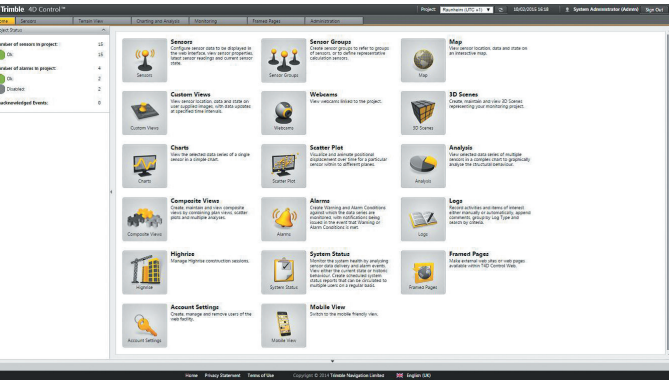 Trimble 4D Control™
Project Raunheim (UTC +1) 18/02/2015 16:18 System Administrator (Admin) Sign Out
Home Sensors Terrain View Charting and Analysis Monitoring Framed Pages Administration
Project Status
Number of sensors in project: 15
Ok 15
Number of alarms in project: 4
Ok 2
Disabled 2
Unacknowledged Events: 8
Sensors
Configure sensor data to be displayed in
the web interface, view sensor properties,
latest sensor readings and current sensor
state.
Sensors
Sensor Groups
Create sensor groups to refer to groups
of sensors, or to define representative
calculation sensors.
Sensor Groups
Map
View sensor location, data and state on
an interactive map.
Map
Custom Views
View sensor location, data and state on
user supplied images, with data updates
at specified time intervals.
Custom Views
Webcams
View webcams linked to the project.
Webcams
3D Scenes
Create, maintain and view 3D Scenes
representing your monitoring project.
3D Scenes
Charts
View the selected data series of a single
sensor in a simple chart.
Charts
Scatter Plot
Visualize and animate positional
displacement over time for a particular
sensor within to different planes.
Scatter Plot
Analysis
View selected data series of multiple
sensors in a complex chart to graphically
analyse the structural behaviour.
Analysis
Composite Views
Create, maintain and view composite
views by combining plan views, scatter
plots and multiple analyses.
Composite Views
Alarms
Create Warning and Alarm Conditions
against which the data series are
monitored, with notifications being
issued in the event that Warning or
Alarm Conditions is met.
Alarms
Logs
Record activities and items of interest
either manually or automatically, append
comments, group by Log Type and
search by criteria.
Logs
Highrise
Manage Highrise construction sessions.
Highrise
System Status
Monitor the system health by analysing
sensor data delivery and alarm events.
View either the current state or historic
behaviour. Create scheduled system
status reports that can be circulated to
multiple users on a regular basis.
System Status
Framed Pages
Make external web sites or web pages
available within T4D Control Web.
Framed Pages
Account Settings
Create, manage and remove users of the
web facility.
Account Settings
Mobile View
Switch to the mobile friendly view.
Mobile View
Home Privacy Statement Terms of Use Copyright © 2014 Trimble Navigation Limited English (UK)